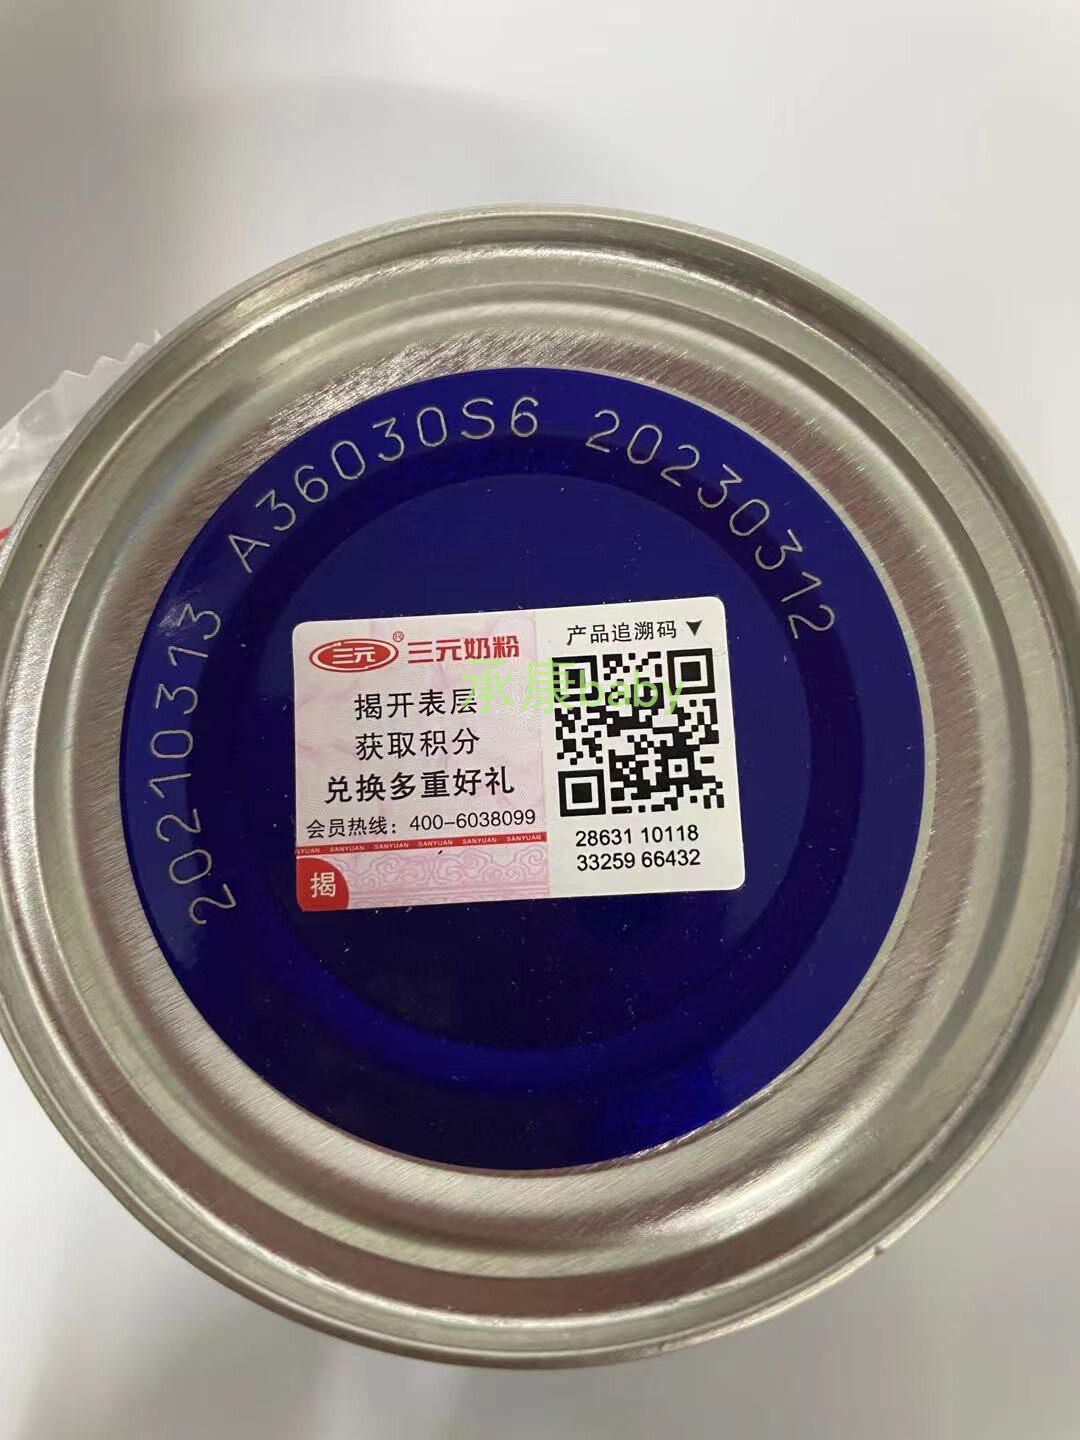 20210313 A36030S6 20230312
三元®三元奶粉
揭开表层
获取积分
兑换多重好礼
会员热线：400-6038099
NYUAN SANYUAN SANYUAN SANYUAN SANYUAN SANYUAN SANYUAN
揭
产品追溯码▼
28631 10118
33259 66432
承康baby